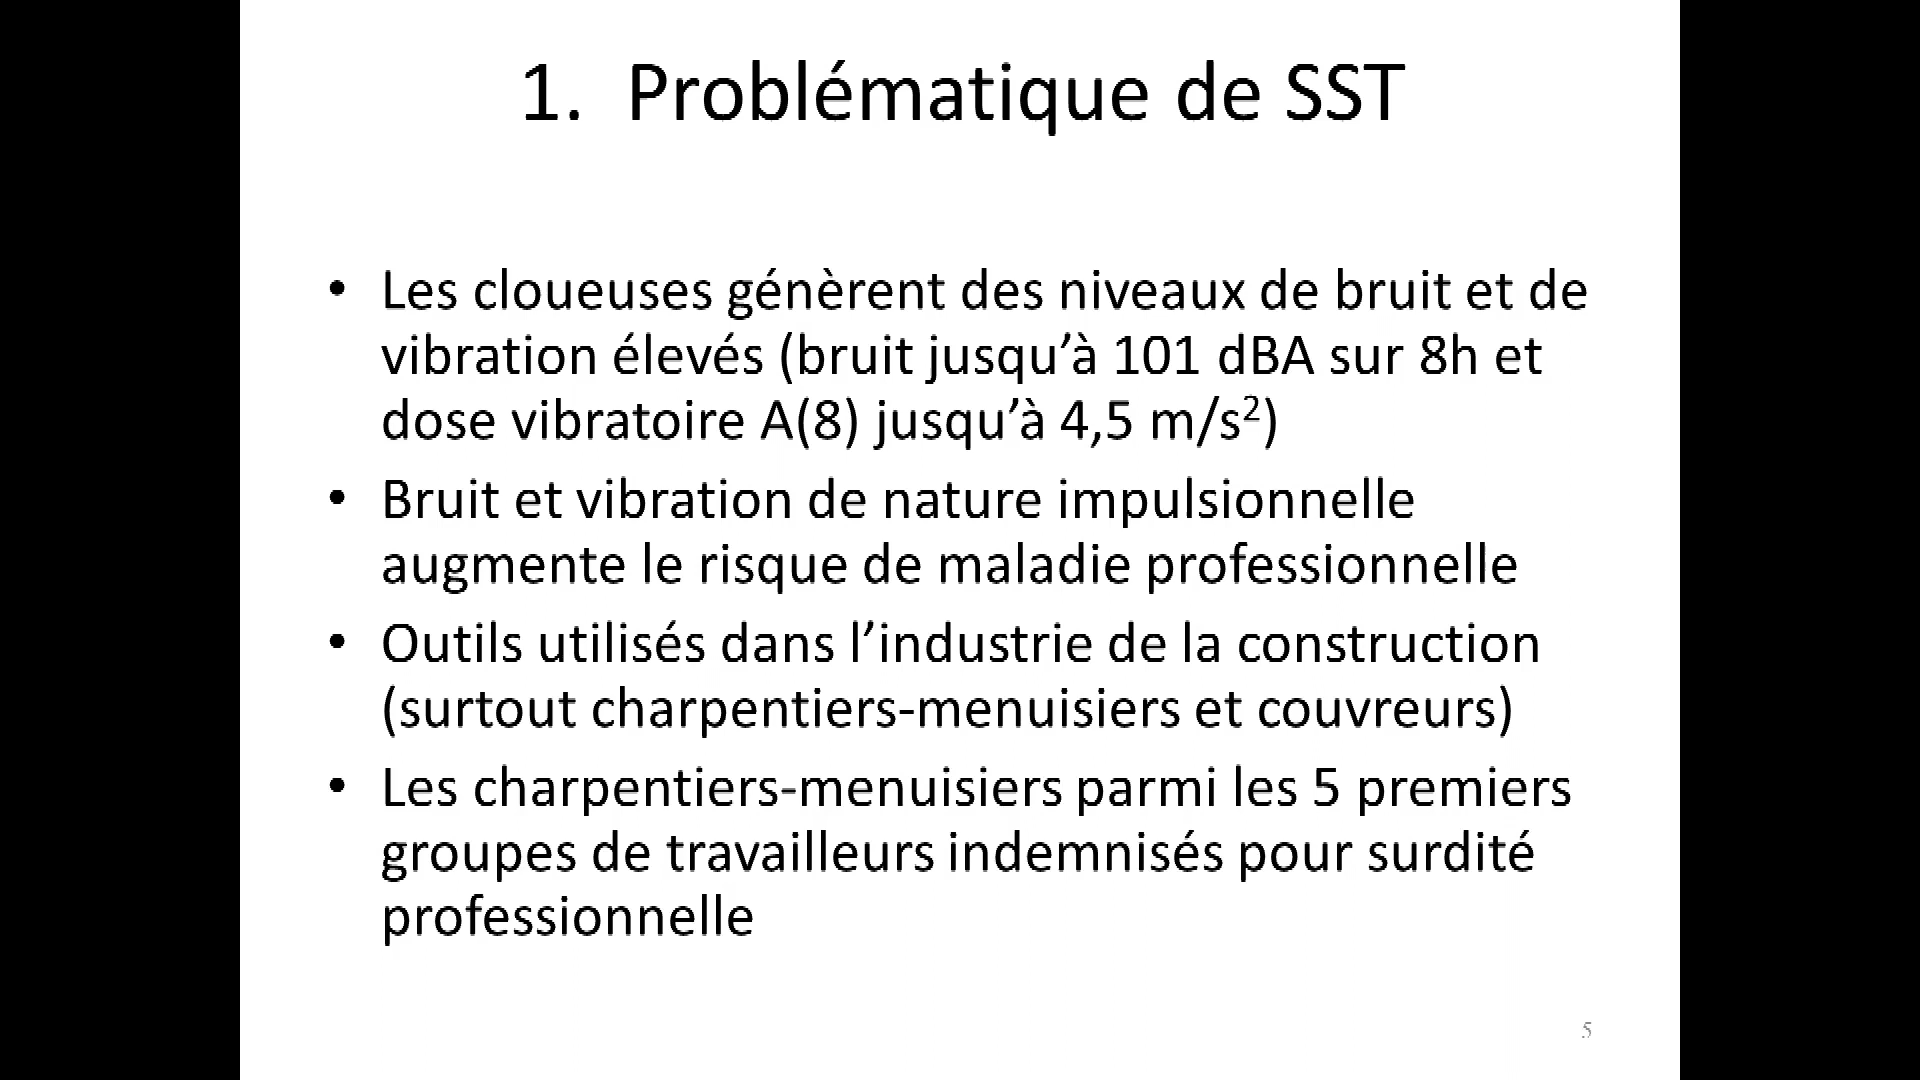 1. Problématique de SST
• Les cloueuses génèrent des niveaux de bruit et de
vibration élevés (bruit jusqu’à 101 dBA sur 8h et
dose vibratoire A(8) jusqu’à 4,5 m/s²)
• Bruit et vibration de nature impulsionnelle
augmente le risque de maladie professionnelle
• Outils utilisés dans l’industrie de la construction
(surtout charpentiers-menuisiers et couvreurs)
• Les charpentiers-menuisiers parmi les 5 premiers
groupes de travailleurs indemnisés pour surdité
professionnelle
5